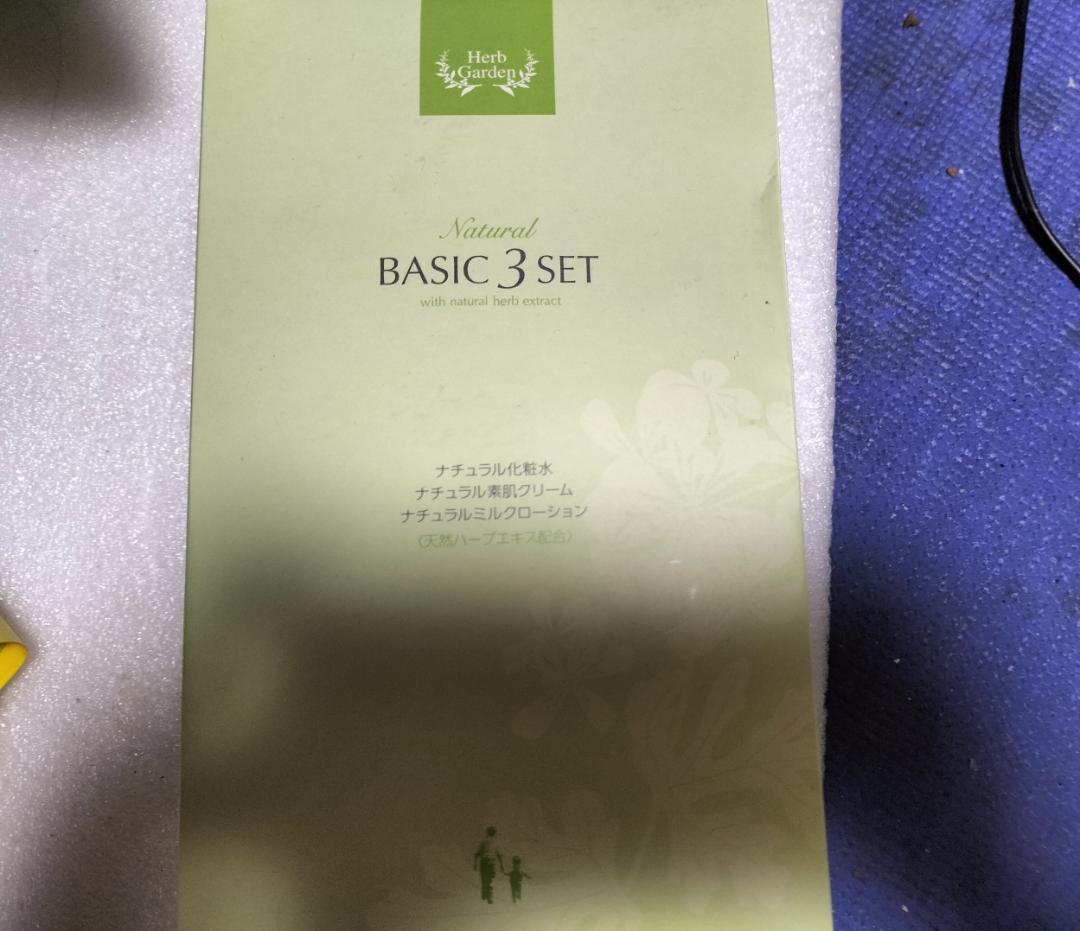 Herb
Garden
Natural
BASIC 3 SET
with natural herb extract
ナチュラル化粧水
ナチュラル素肌クリーム
ナチュラルミルクローション
（天然ハーブエキス配合）